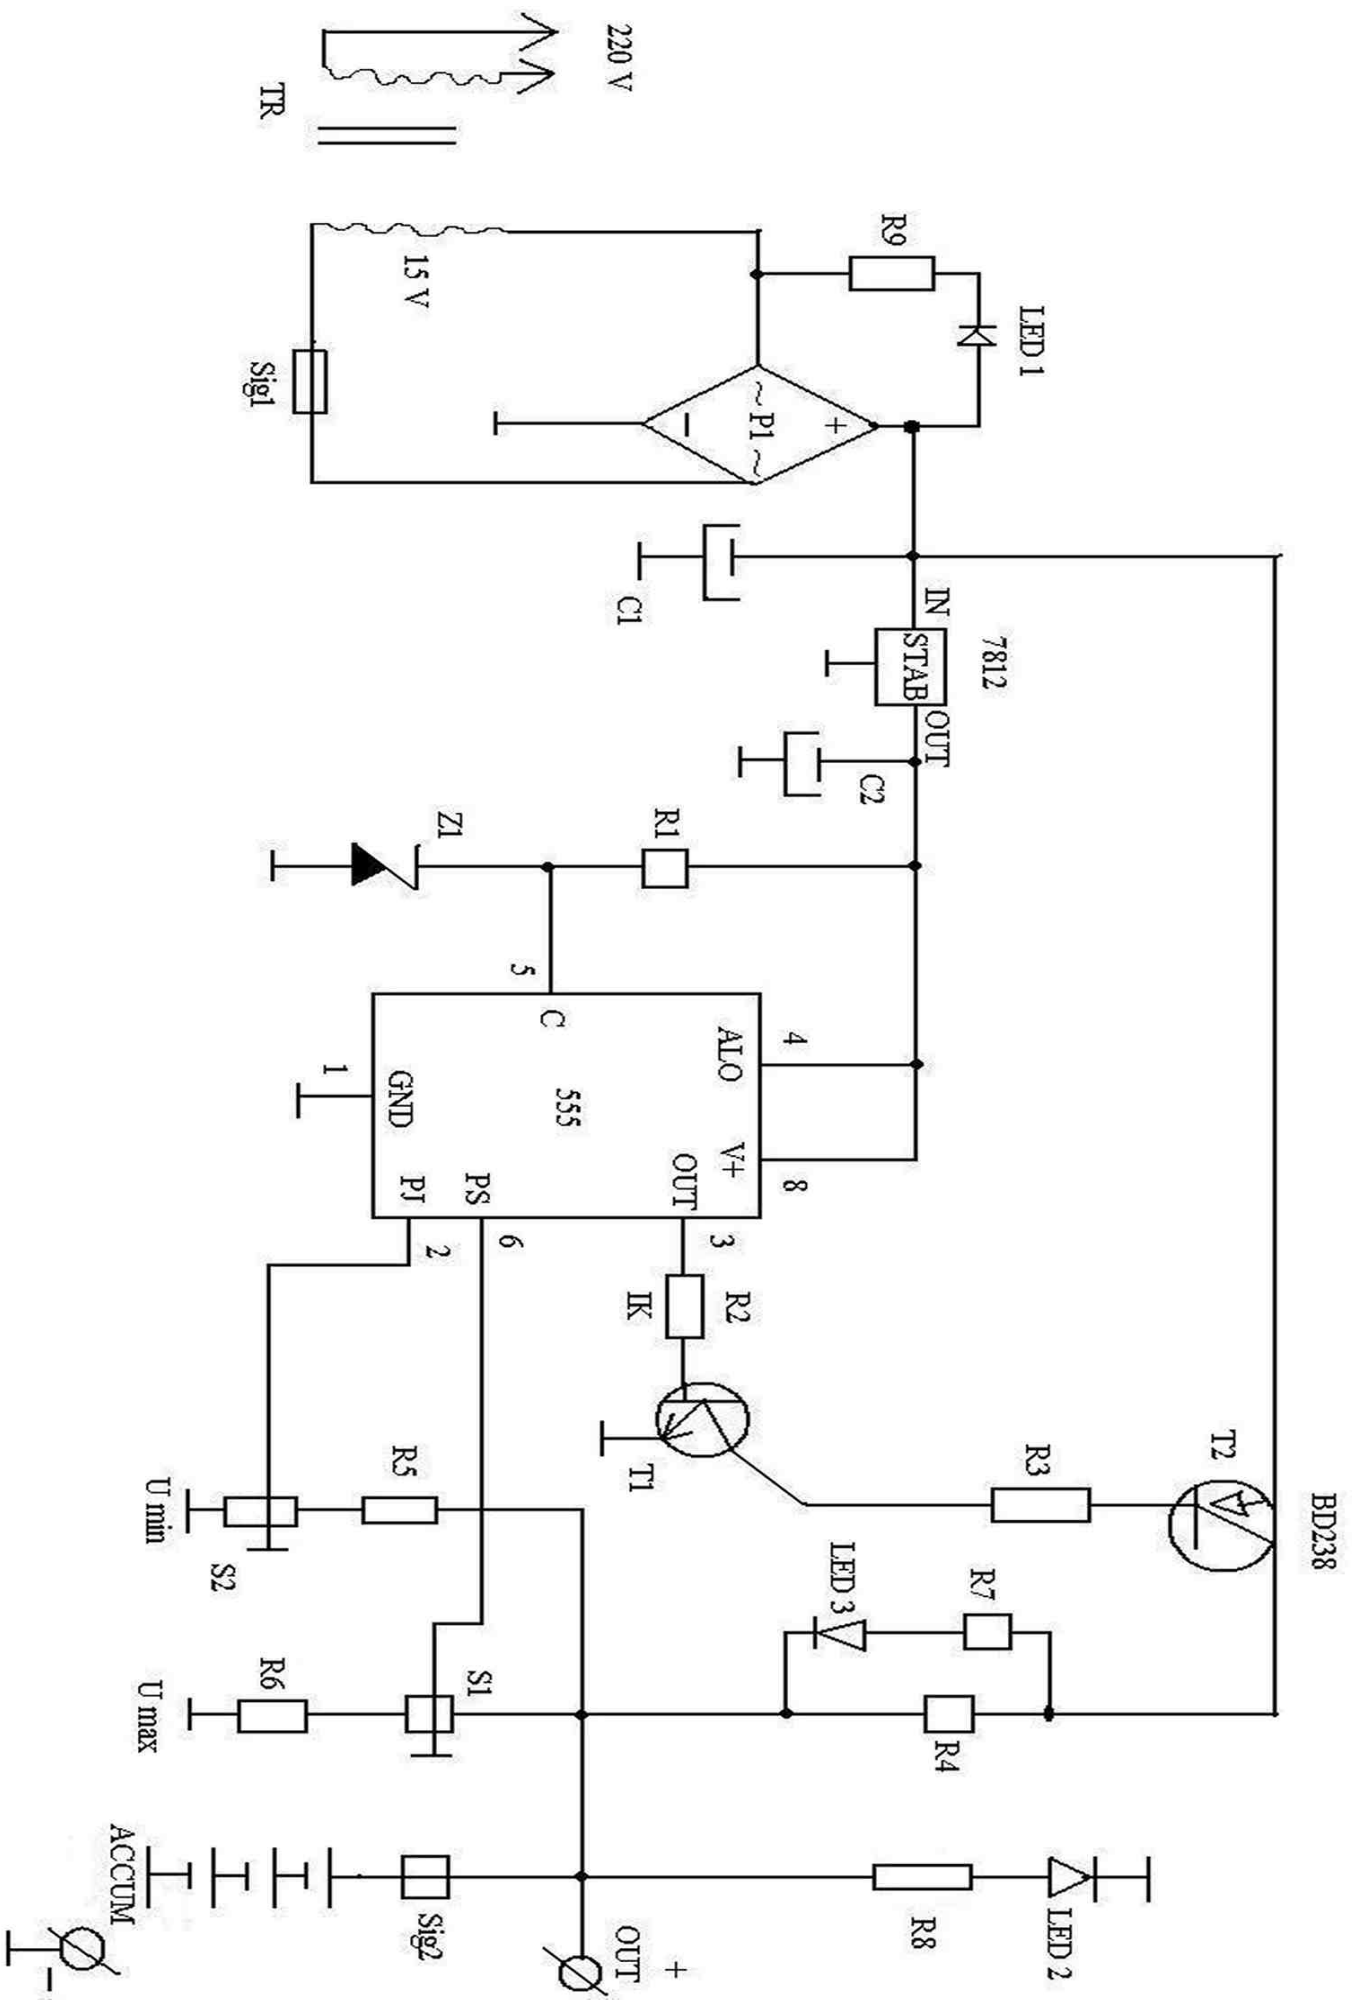 220 V
TR
15 V
Sig1
R9
LED 1
~ P1 ~
+
−
C1
IN
7812
STAB
OUT
C2
R1
Z1
5
C
4
ALO
555
1
GND
V+
8
OUT
3
PS
6
PJ
2
R2
IK
T1
R3
T2
BD238
R5
U min
S2
LED 3
R7
R4
S1
R6
U max
ACCUM
Sig2
R8
LED 2
OUT
+
−